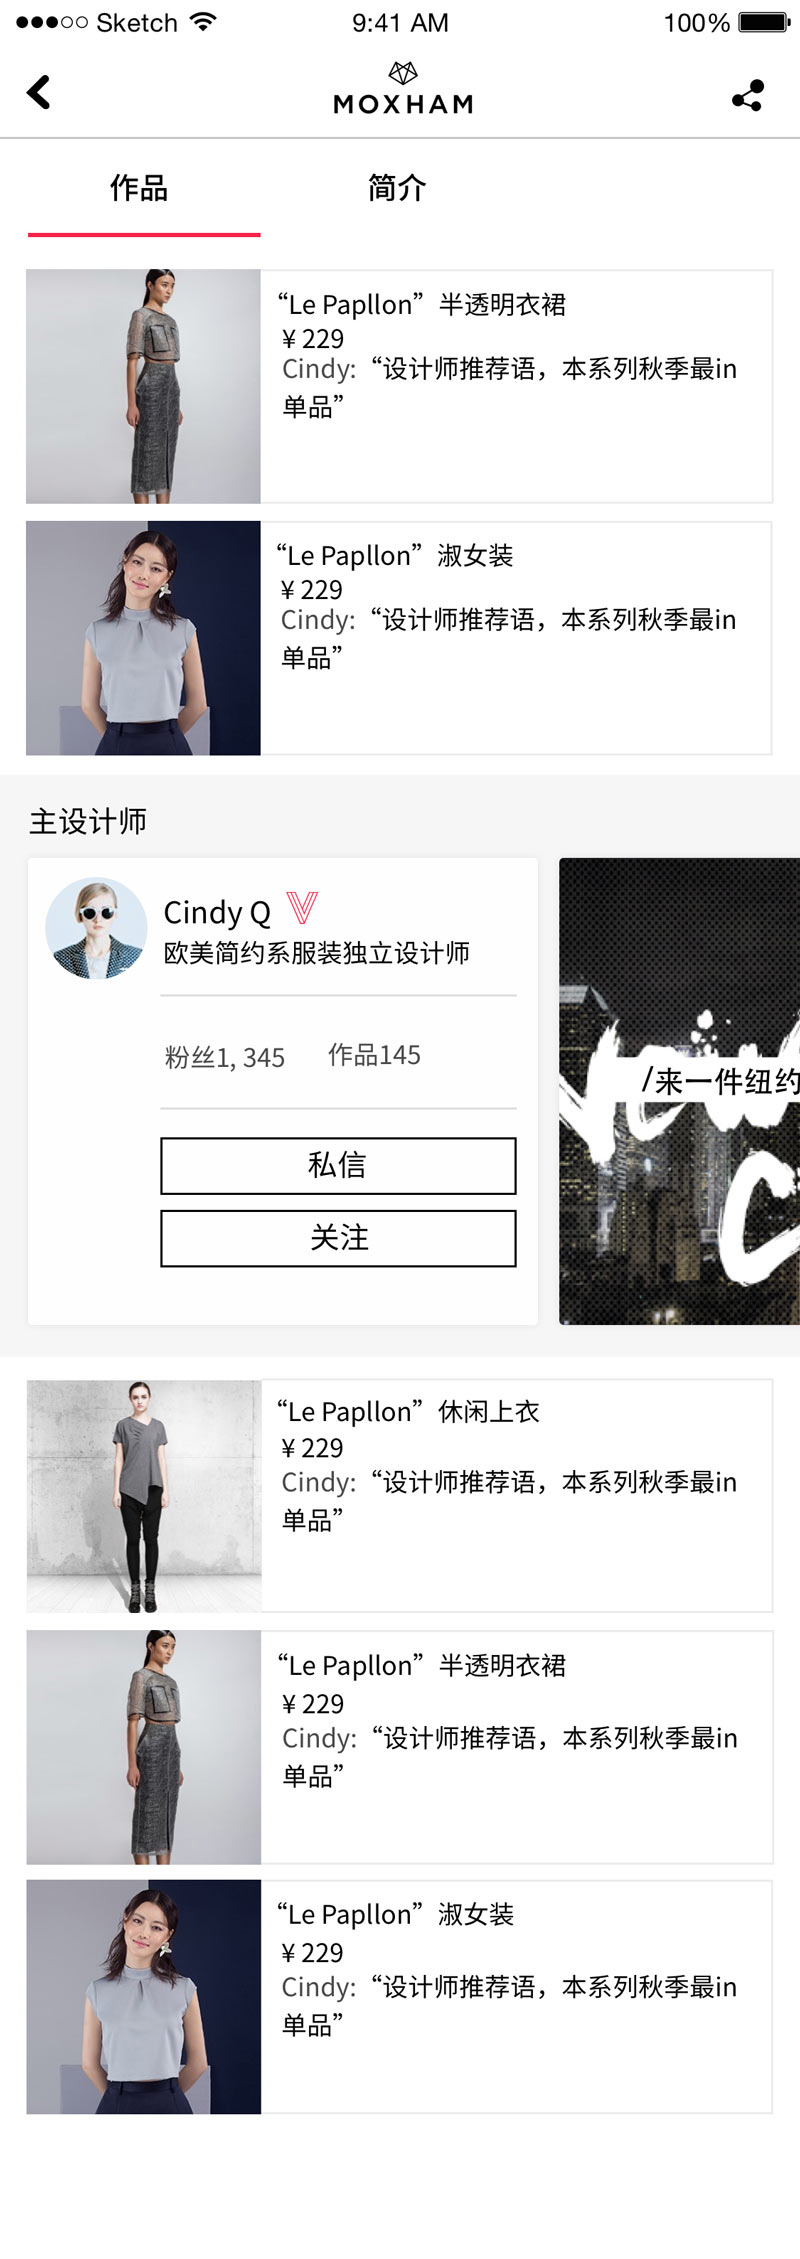 Sketch 9:41 AM 100%
MOXHAM
作品 简介
“Le Papllon”半透明衣裙
¥ 229
Cindy:“设计师推荐语，本系列秋季最in
单品”
“Le Papllon”淑女装
¥ 229
Cindy:“设计师推荐语，本系列秋季最in
单品”
主设计师
Cindy Q
欧美简约系服装独立设计师
粉丝1, 345 作品145
私信
关注
/来一件纽约
“Le Papllon”休闲上衣
¥ 229
Cindy:“设计师推荐语，本系列秋季最in
单品”
“Le Papllon”半透明衣裙
¥ 229
Cindy:“设计师推荐语，本系列秋季最in
单品”
“Le Papllon”淑女装
¥ 229
Cindy:“设计师推荐语，本系列秋季最in
单品”